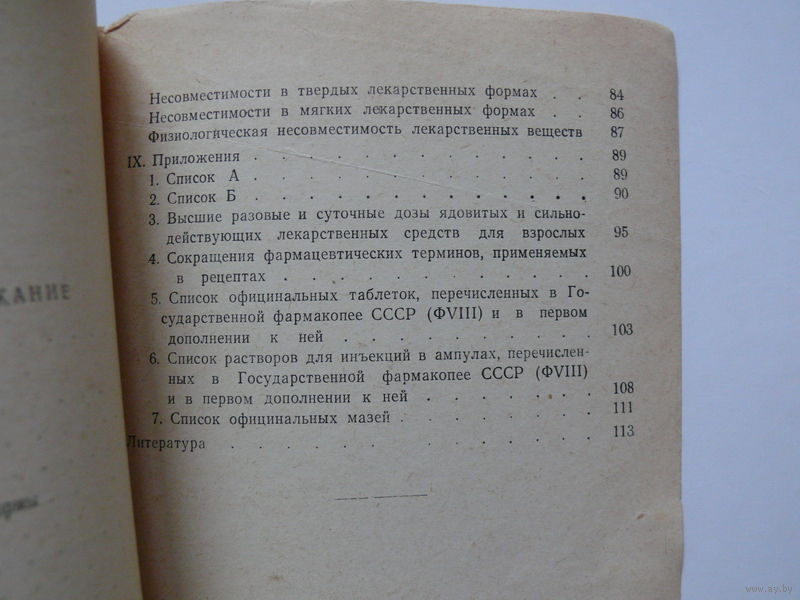 Несовместимости в твердых лекарственных формах . . 84
Несовместимости в мягких лекарственных формах . . 86
Физиологическая несовместимость лекарственных веществ 87
IX. Приложения . . . . . . . . . . . . 89
1. Список А . . . . . . . . . . . . 89
2. Список Б . . . . . . . . . . . . 90
3. Высшие разовые и суточные дозы ядовитых и сильно-
действующих лекарственных средств для взрослых 95
4. Сокращения фармацевтических терминов, применяемых
в рецептах . . . . . . . . . . . 100
5. Список официнальных таблеток, перечисленных в Го-
сударственной фармакопее СССР (ФVIII) и в первом
дополнении к ней . . . . . . . . 103
6. Список растворов для инъекций в ампулах, перечислен-
ных в Государственной фармакопее СССР (ФVIII)
и в первом дополнении к ней . . . . . . 108
7. Список официнальных мазей . . . . . . . 111
Литература . . . . . . . . . . . . . 113
КАНИЕ
www.ay.by